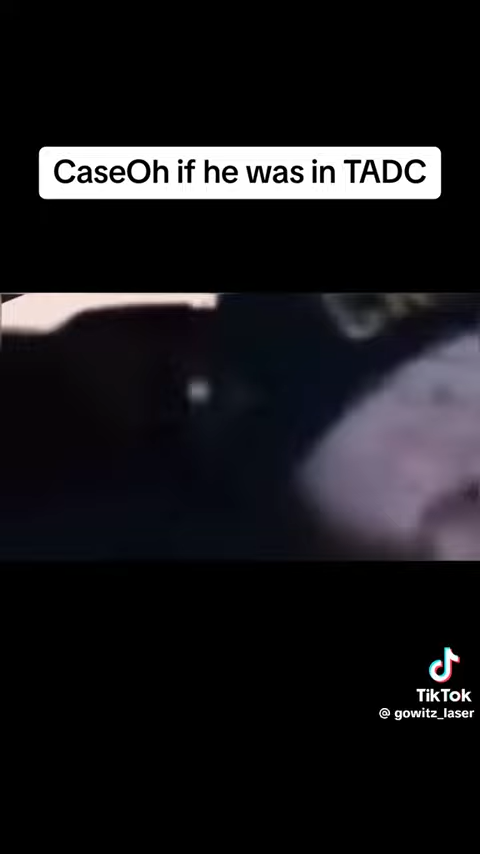 CaseOh if he was in TADC
TikTok
@ gowitz_laser